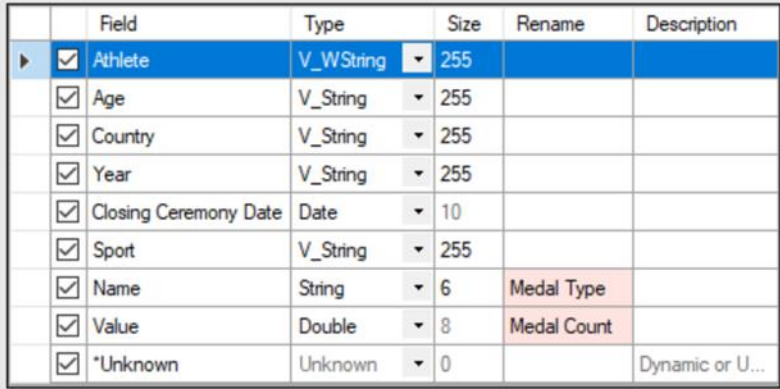 Field Type Size Rename Description
Athlete V_WString 255
Age V_String 255
Country V_String 255
Year V_String 255
Closing Ceremony Date Date 10
Sport V_String 255
Name String 6 Medal Type
Value Double 8 Medal Count
*Unknown Unknown 0 Dynamic or U...